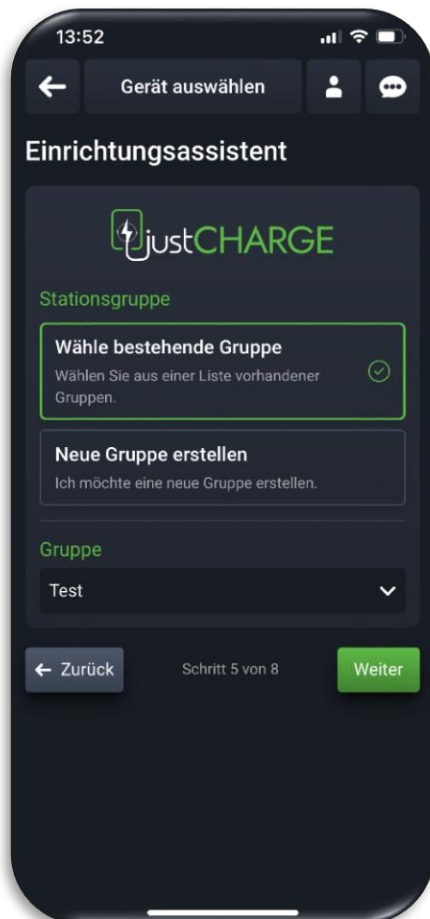 13:52
Gerät auswählen
Einrichtungsassistent
justCHARGE
Stationsgruppe
Wähle bestehende Gruppe
Wählen Sie aus einer Liste vorhandener
Gruppen.
Neue Gruppe erstellen
Ich möchte eine neue Gruppe erstellen.
Gruppe
Test
Zurück
Schritt 5 von 8
Weiter